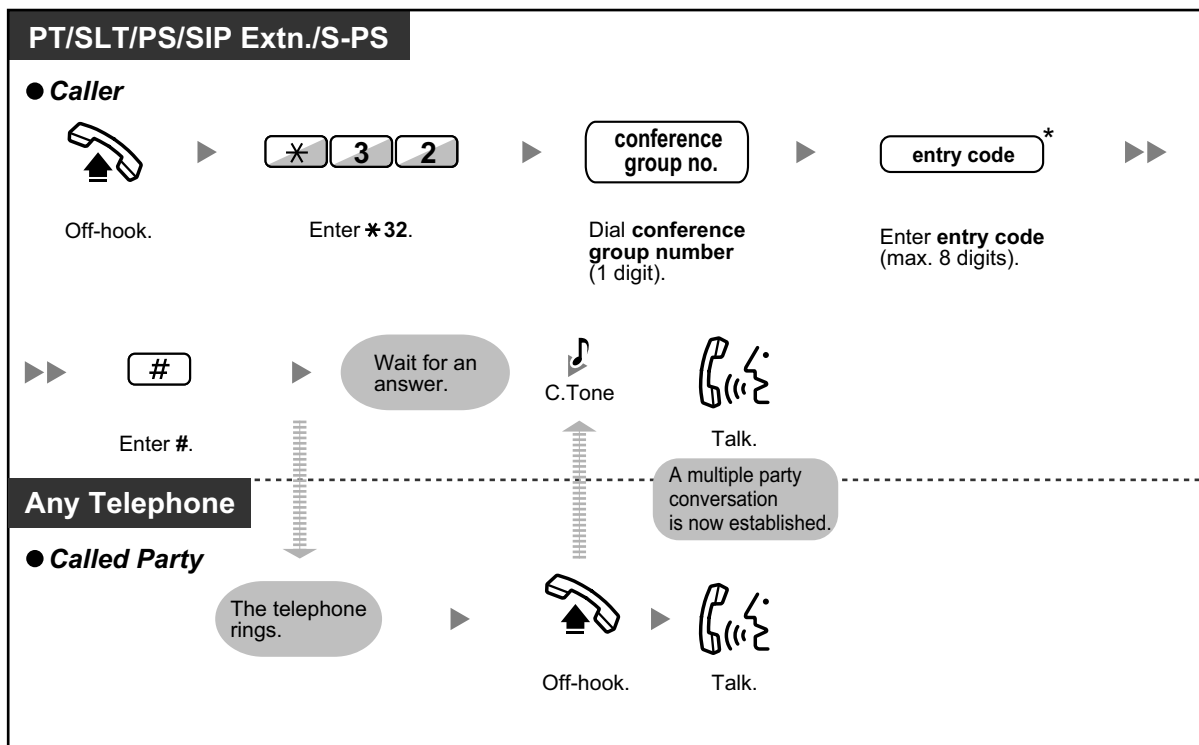 PT/SLT/PS/SIP Extn./S-PS
● Caller
✳ 3 2
conference
group no.
entry code *
Off-hook.
Enter ✳32.
Dial conference
group number
(1 digit).
Enter entry code
(max. 8 digits).
#
Wait for an
answer.
C.Tone
Enter #.
Talk.
A multiple party
conversation
is now established.
Any Telephone
● Called Party
The telephone
rings.
Off-hook.
Talk.